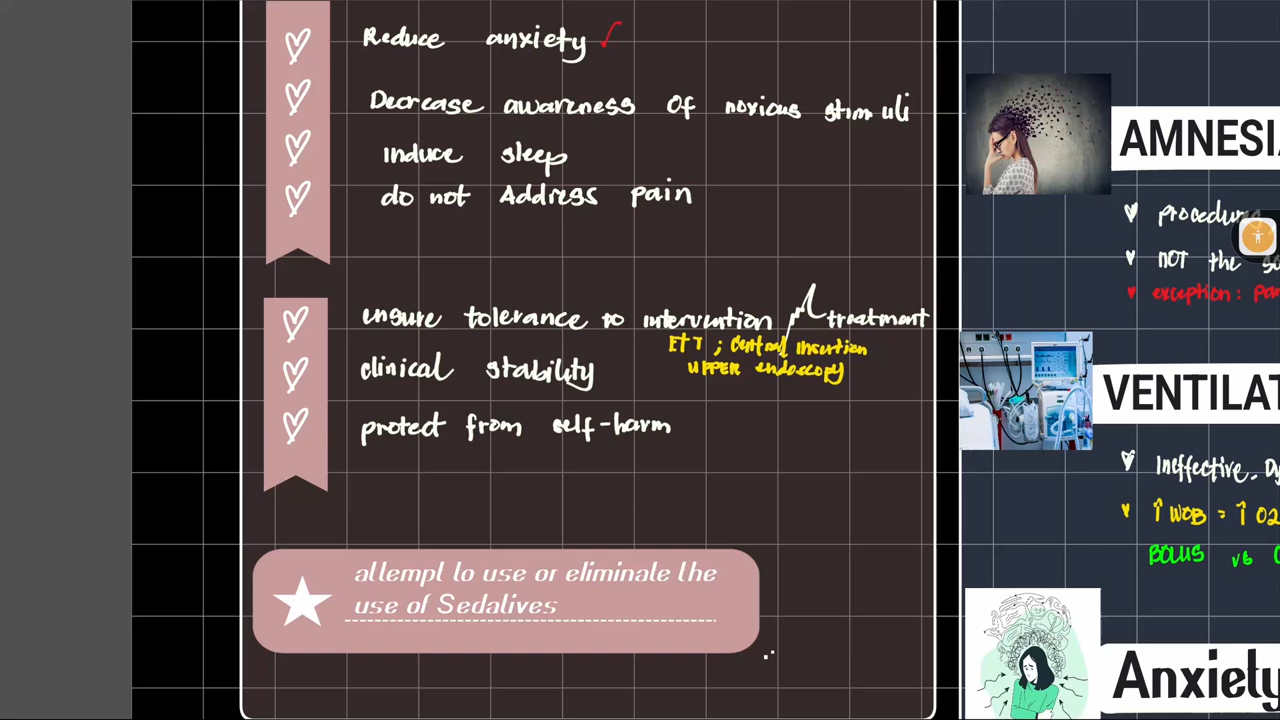 Reduce anxiety
Decrease awareness of noxious stimuli
induce sleep
do not Address pain
ensure tolerance to intervention treatment
ETT ; insertion
UPPER endoscopy
clinical stability
protect from self-harm
attempt to use or eliminate the
use of Sedatives
AMNESIA
procedure
NOT the
exception:
VENTILAT
Ineffective.
↑ WOB = ↑ O2
BOLUS vs
Anxiety